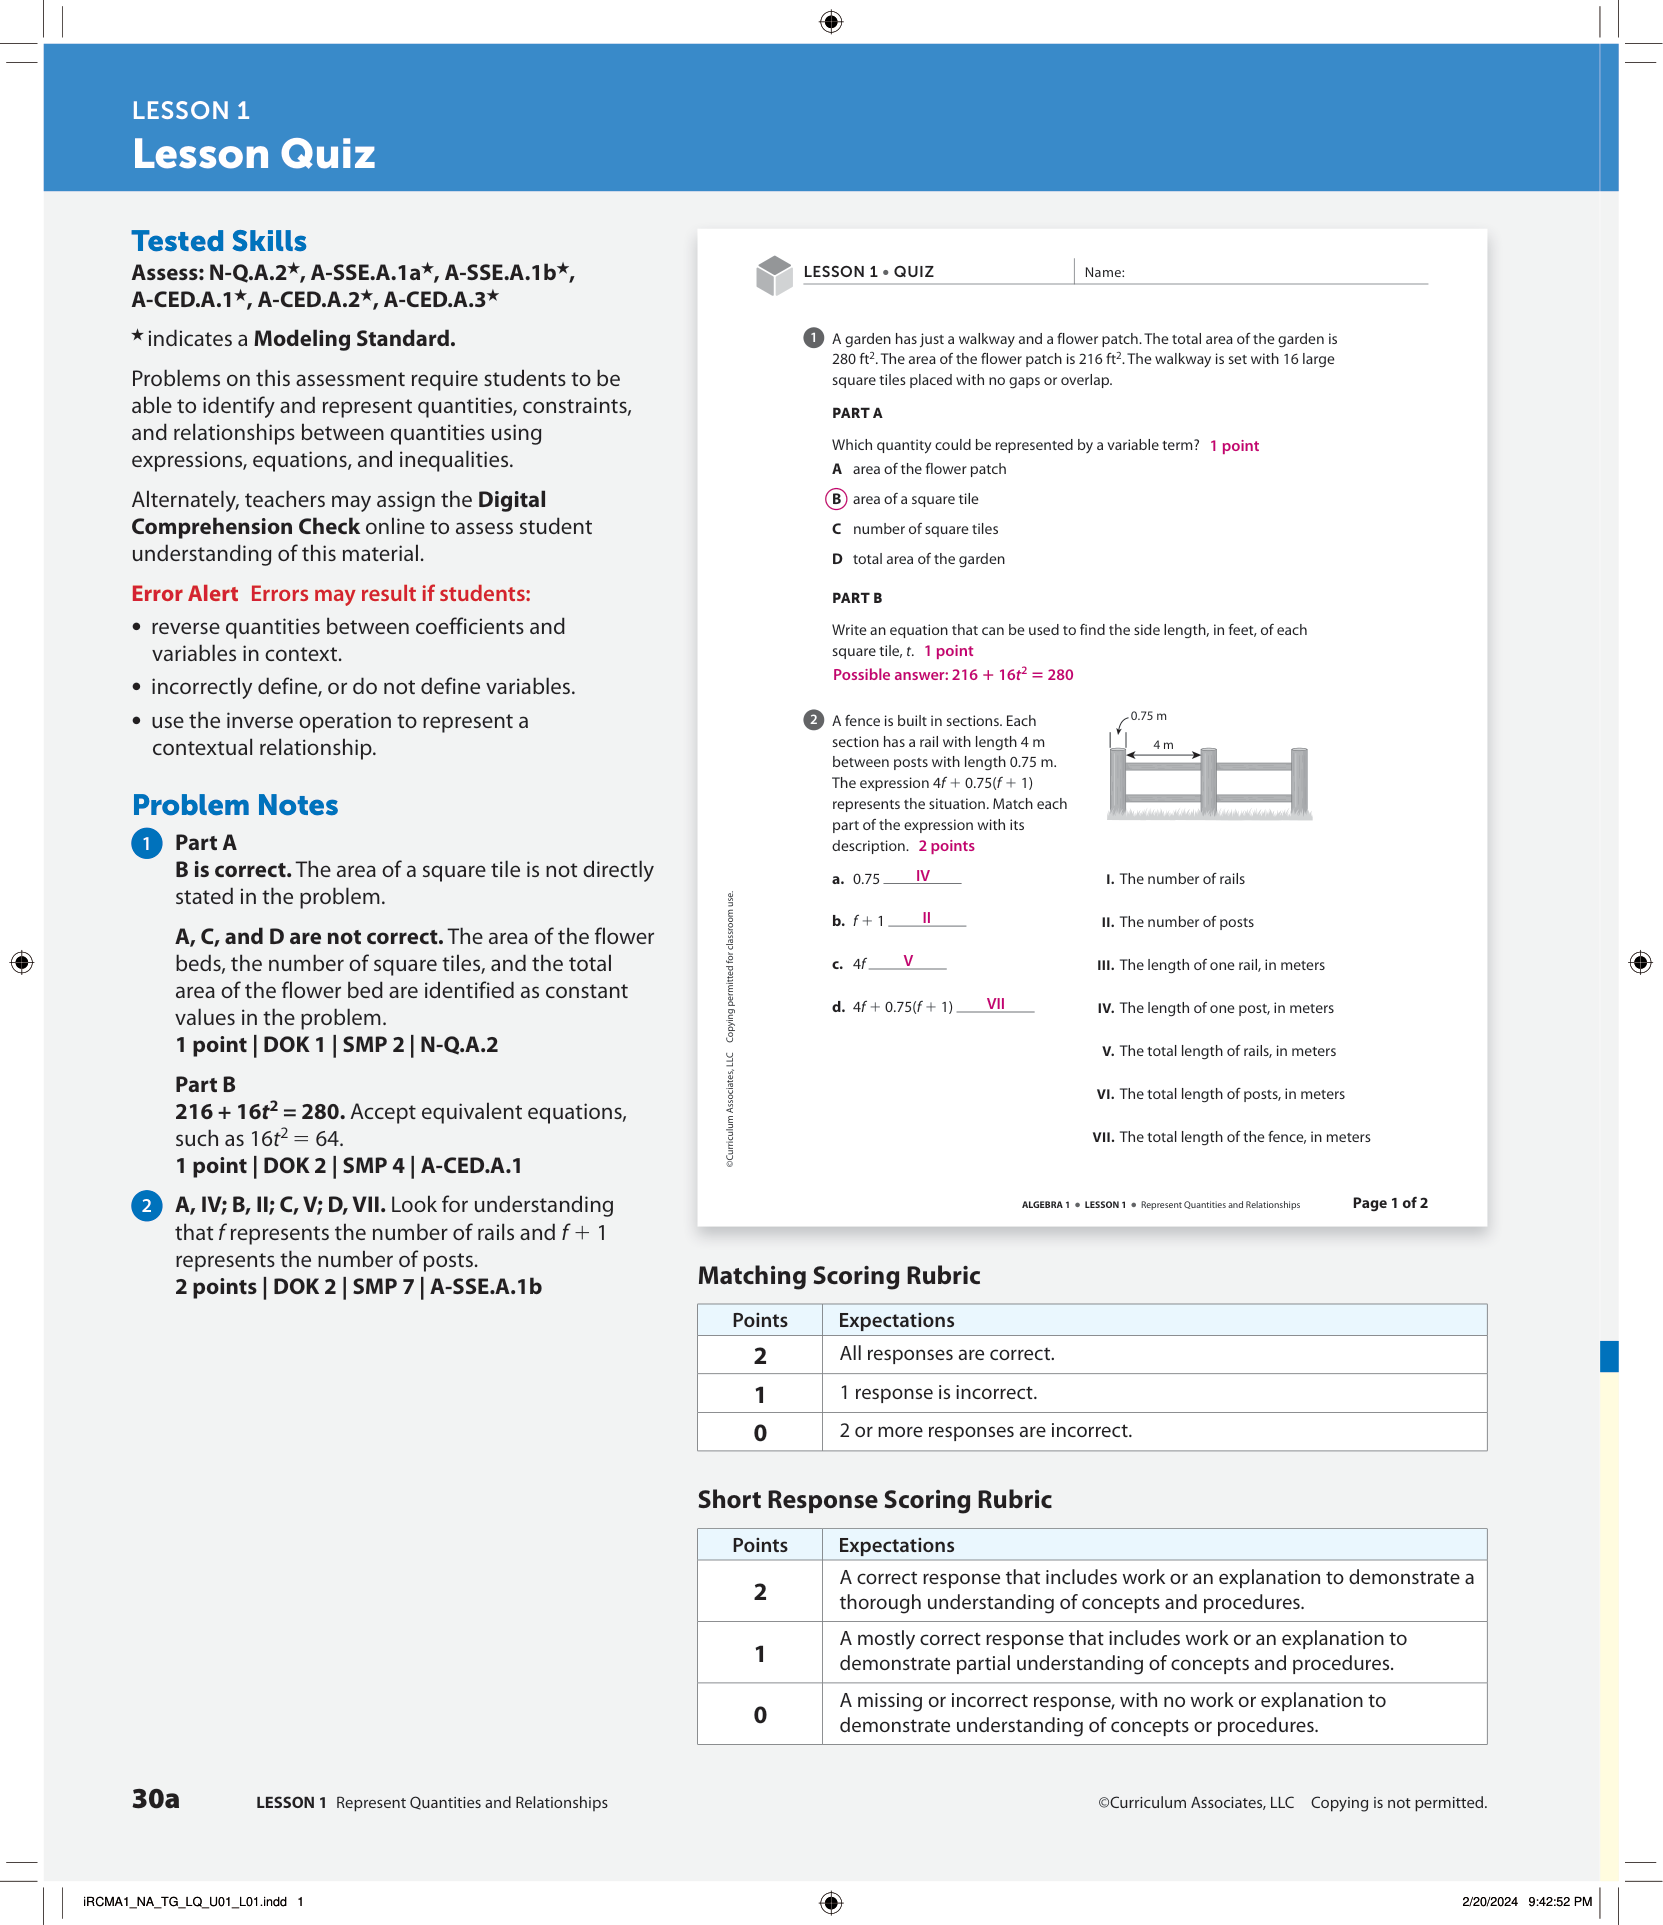 LESSON 1
Lesson Quiz
Tested Skills
Assess: N-Q.A.2★, A-SSE.A.1a★, A-SSE.A.1b★,
A-CED.A.1★, A-CED.A.2★, A-CED.A.3★
★ indicates a Modeling Standard.
Problems on this assessment require students to be
able to identify and represent quantities, constraints,
and relationships between quantities using
expressions, equations, and inequalities.
Alternately, teachers may assign the Digital
Comprehension Check online to assess student
understanding of this material.
Error Alert Errors may result if students:
• reverse quantities between coefficients and
variables in context.
• incorrectly define, or do not define variables.
• use the inverse operation to represent a
contextual relationship.
Problem Notes
1 Part A
B is correct. The area of a square tile is not directly
stated in the problem.
A, C, and D are not correct. The area of the flower
beds, the number of square tiles, and the total
area of the flower bed are identified as constant
values in the problem.
1 point | DOK 1 | SMP 2 | N-Q.A.2
Part B
216 + 16t² = 280. Accept equivalent equations,
such as 16t² = 64.
1 point | DOK 2 | SMP 4 | A-CED.A.1
2 A, IV; B, II; C, V; D, VII. Look for understanding
that f represents the number of rails and f + 1
represents the number of posts.
2 points | DOK 2 | SMP 7 | A-SSE.A.1b
LESSON 1 • QUIZ
Name:
1 A garden has just a walkway and a flower patch. The total area of the garden is
280 ft². The area of the flower patch is 216 ft². The walkway is set with 16 large
square tiles placed with no gaps or overlap.
PART A
Which quantity could be represented by a variable term? 1 point
A area of the flower patch
B area of a square tile
C number of square tiles
D total area of the garden
PART B
Write an equation that can be used to find the side length, in feet, of each
square tile, t. 1 point
Possible answer: 216 + 16t² = 280
2 A fence is built in sections. Each
section has a rail with length 4 m
between posts with length 0.75 m.
The expression 4f + 0.75(f + 1)
represents the situation. Match each
part of the expression with its
description. 2 points
0.75 m
4 m
a. 0.75 IV
b. f + 1 II
c. 4f V
d. 4f + 0.75(f + 1) VII
I. The number of rails
II. The number of posts
III. The length of one rail, in meters
IV. The length of one post, in meters
V. The total length of rails, in meters
VI. The total length of posts, in meters
VII. The total length of the fence, in meters
©Curriculum Associates, LLC Copying permitted for classroom use.
ALGEBRA 1 • LESSON 1 • Represent Quantities and Relationships Page 1 of 2
Matching Scoring Rubric
Points Expectations
2 All responses are correct.
1 1 response is incorrect.
0 2 or more responses are incorrect.
Short Response Scoring Rubric
Points Expectations
2 A correct response that includes work or an explanation to demonstrate a
thorough understanding of concepts and procedures.
1 A mostly correct response that includes work or an explanation to
demonstrate partial understanding of concepts and procedures.
0 A missing or incorrect response, with no work or explanation to
demonstrate understanding of concepts or procedures.
30a LESSON 1 Represent Quantities and Relationships
©Curriculum Associates, LLC Copying is not permitted.
iRCMA1_NA_TG_LQ_U01_L01.indd 1
2/20/2024 9:42:52 PM